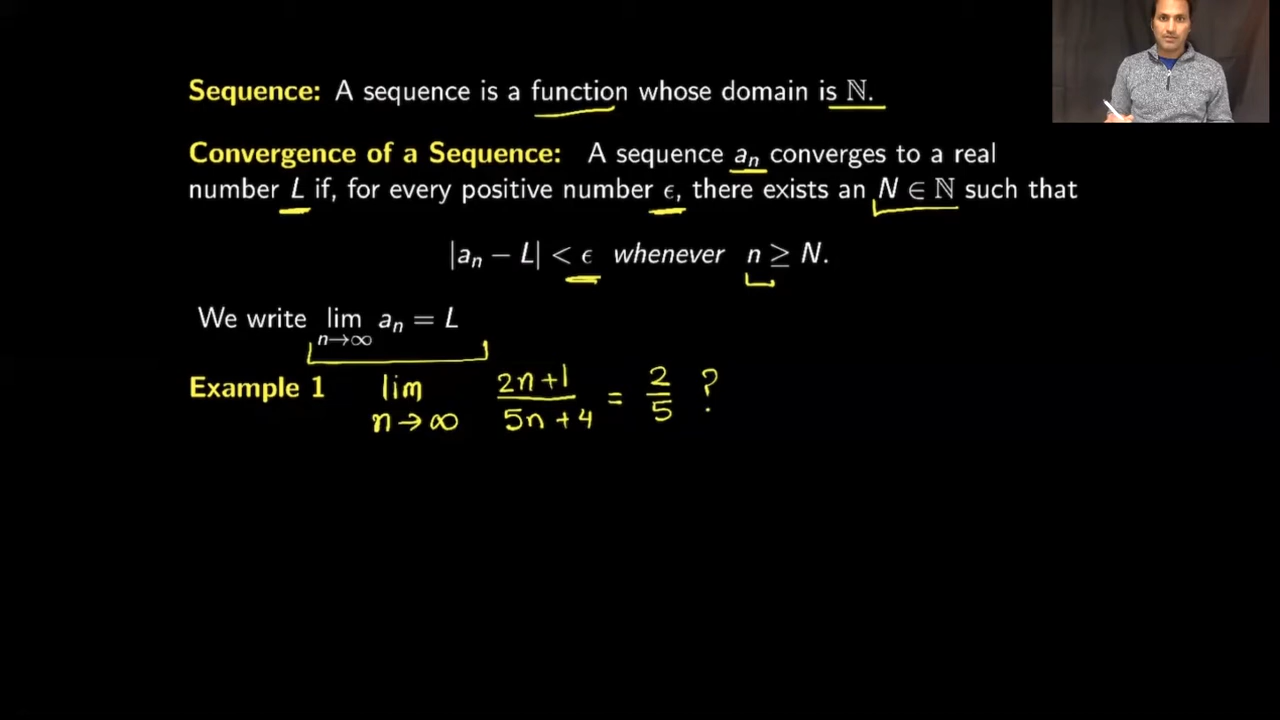 Sequence: A sequence is a function whose domain is ℕ.
Convergence of a Sequence: A sequence aₙ converges to a real
number L if, for every positive number ϵ, there exists an N ∈ ℕ such that
|aₙ − L| < ϵ whenever n ≥ N.
We write lim aₙ = L
n→∞
Example 1 lim 2n+1 / 5n+4 = 2/5 ?
n→∞